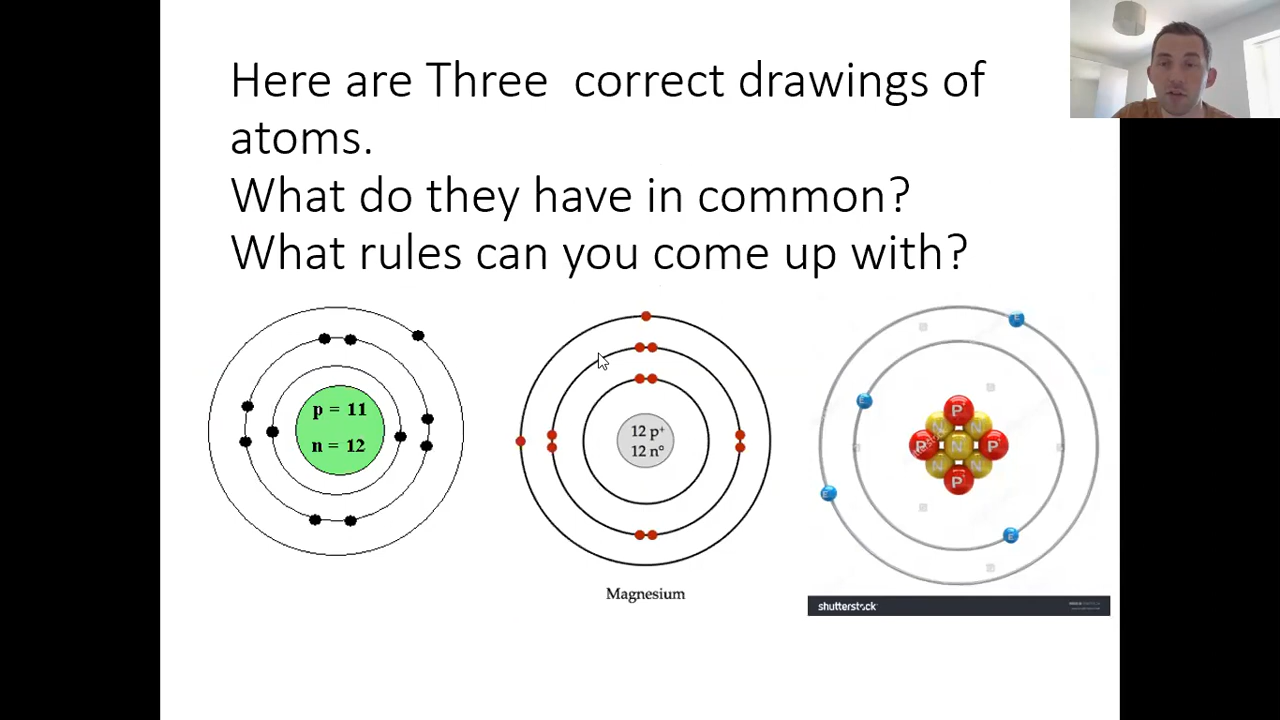 Here are Three correct drawings of
atoms.
What do they have in common?
What rules can you come up with?
p = 11
n = 12
12 p⁺
12 n⁰
Magnesium
E
E
P
N N
P N P
N N
P
E
E
shutterstock